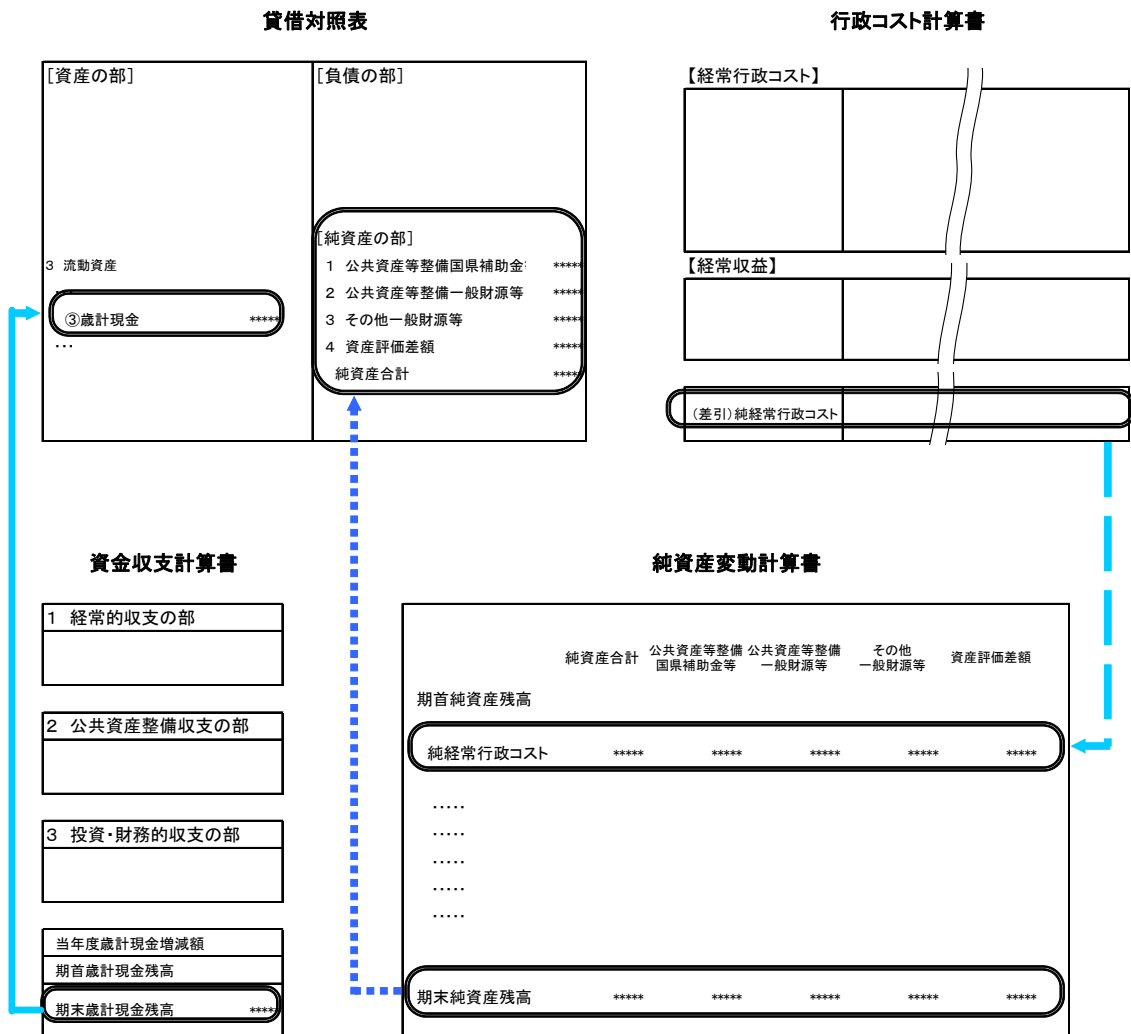 貸借対照表
[資産の部]
[負債の部]
[純資産の部]
3 流動資産
1 公共資産等整備国県補助金 *****
2 公共資産等整備一般財源等 *****
③歳計現金 *****
3 その他一般財源等 *****
…
4 資産評価差額 *****
純資産合計 *****
行政コスト計算書
【経常行政コスト】
【経常収益】
(差引)純経常行政コスト
資金収支計算書
1 経常的収支の部
2 公共資産整備収支の部
3 投資・財務的収支の部
当年度歳計現金増減額
期首歳計現金残高
期末歳計現金残高 *****
純資産変動計算書
純資産合計 公共資産等整備 公共資産等整備 その他 資産評価差額
国県補助金等 一般財源等 一般財源等
期首純資産残高
純経常行政コスト ***** ***** ***** ***** *****
‥‥‥
‥‥‥
‥‥‥
‥‥‥
‥‥‥
期末純資産残高 ***** ***** ***** ***** *****